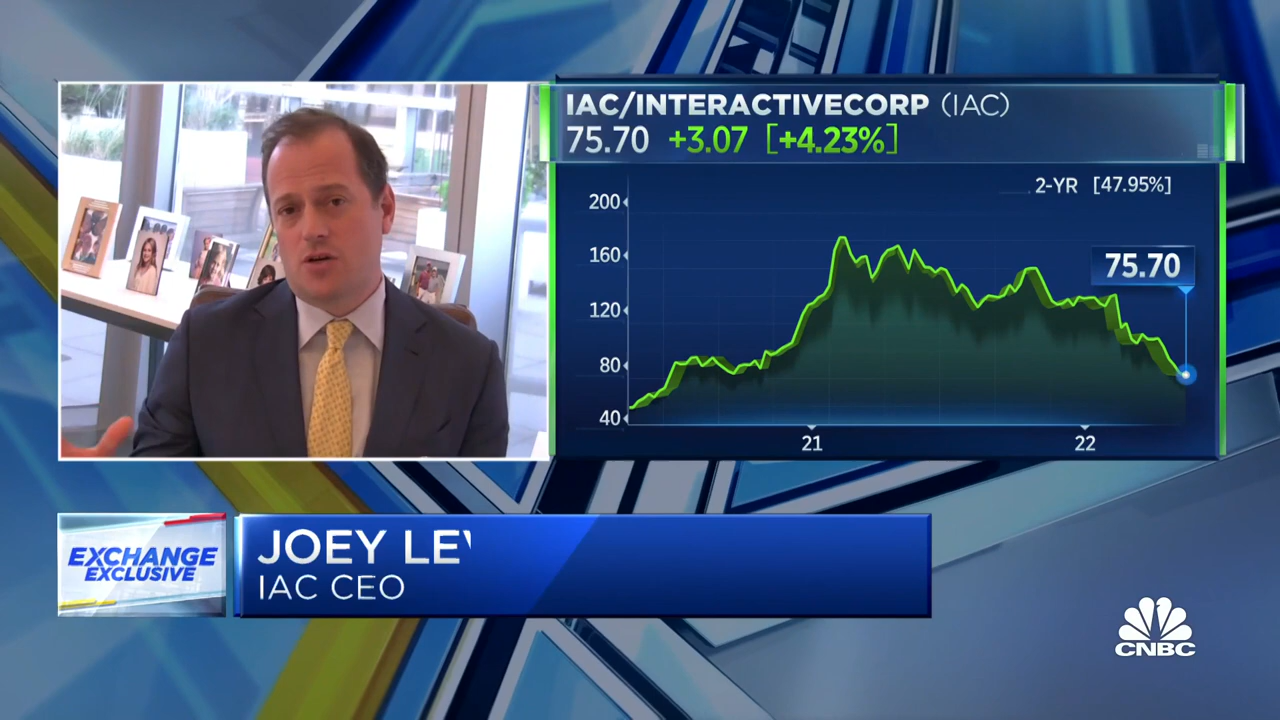 IAC/INTERACTIVECORP (IAC)
75.70 +3.07 [+4.23%]
2-YR [47.95%]
200
160
120
80
40
75.70
21
22
EXCHANGE
EXCLUSIVE
JOEY LE
IAC CEO
CNBC